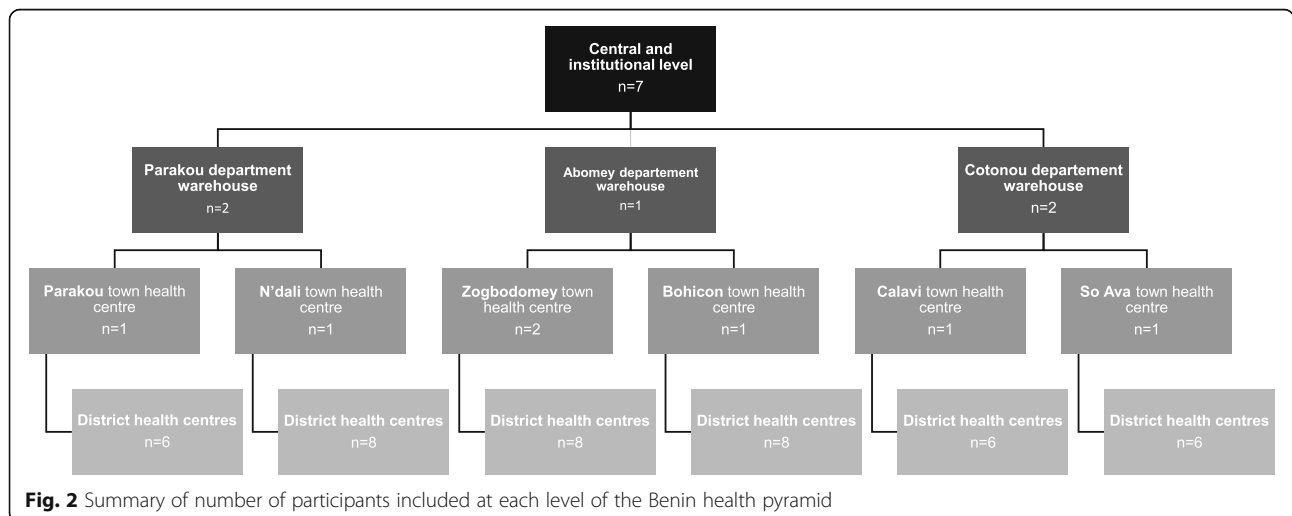 Central and
institutional level
n=7
Parakou department
warehouse
n=2
Abomey departement
warehouse
n=1
Cotonou departement
warehouse
n=2
Parakou town health
centre
n=1
N'dali town health
centre
n=1
Zogbodomey town
health centre
n=2
Bohicon town health
centre
n=1
Calavi town health
centre
n=1
So Ava town health
centre
n=1
District health centres
n=6
District health centres
n=8
District health centres
n=8
District health centres
n=8
District health centres
n=6
District health centres
n=6
Fig. 2 Summary of number of participants included at each level of the Benin health pyramid